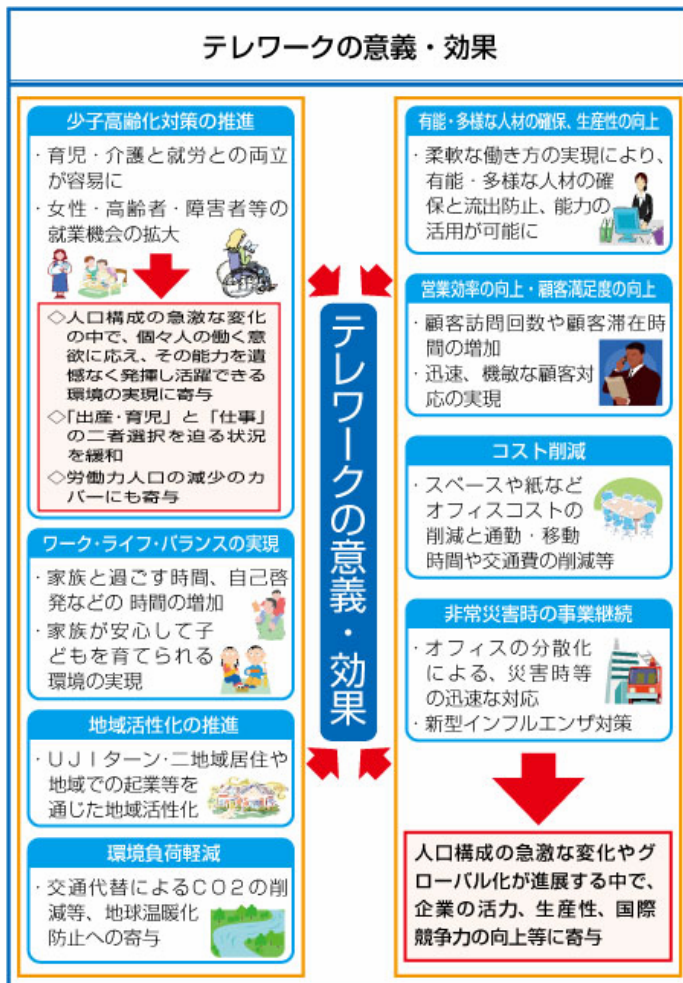 テレワークの意義・効果
少子高齢化対策の推進
・育児・介護と就労との両立
が容易に
・女性・高齢者・障害者等の
就業機会の拡大
◇人口構成の急激な変化
の中で、個々人の働く意
欲に応え、その能力を遺
憾なく発揮し活躍できる
環境の実現に寄与
◇「出産・育児」と「仕事」
の二者選択を迫る状況
を緩和
◇労働力人口の減少のカ
バーにも寄与
ワーク・ライフ・バランスの実現
・家族と過ごす時間、自己啓
発などの 時間の増加
・家族が安心して子
どもを育てられる
環境の実現
地域活性化の推進
・UJIターン・二地域居住や
地域での起業等を
通じた地域活性化
環境負荷軽減
・交通代替によるCO2の削
減等、地球温暖化
防止への寄与
テレワークの意義・効果
有能・多様な人材の確保、生産性の向上
・柔軟な働き方の実現により、
有能・多様な人材の確
保と流出防止、能力の
活用が可能に
営業効率の向上・顧客満足度の向上
・顧客訪問回数や顧客滞在時
間の増加
・迅速、機敏な顧客対
応の実現
コスト削減
・スペースや紙など
オフィスコストの
削減と通勤・移動
時間や交通費の削減等
非常災害時の事業継続
・オフィスの分散化
による、災害時等
の迅速な対応
・新型インフルエンザ対策
人口構成の急激な変化やグ
ローバル化が進展する中で、
企業の活力、生産性、国際
競争力の向上等に寄与